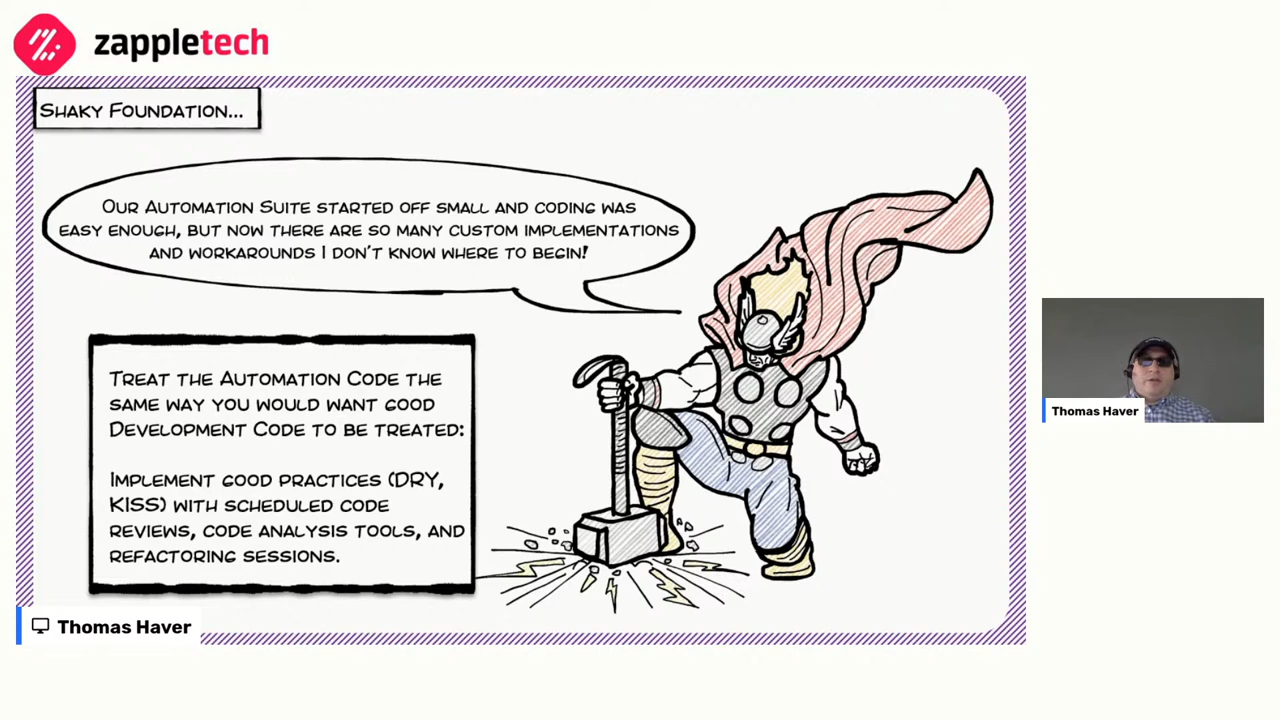 zappletech
Shaky Foundation...
Our Automation Suite started off small and coding was
easy enough, but now there are so many custom implementations
and workarounds I don't know where to begin!
Treat the Automation Code the
same way you would want good
Development Code to be treated:
Implement good practices (DRY,
KISS) with scheduled code
reviews, code analysis tools, and
refactoring sessions.
Thomas Haver
Thomas Haver